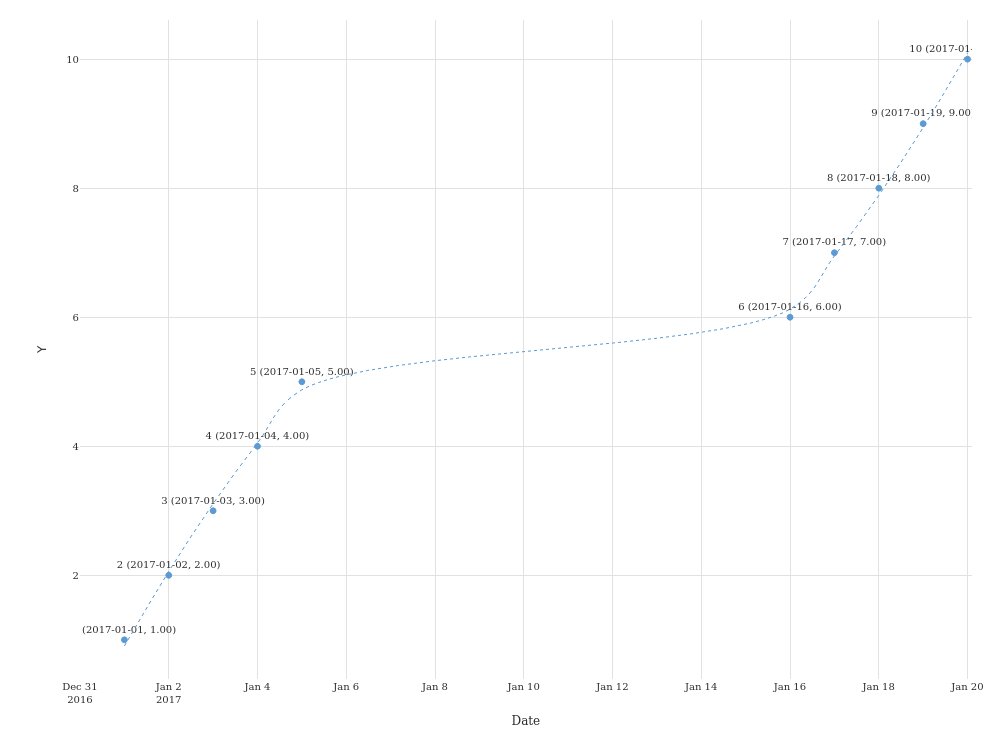 10 (2017-01-
10
9 (2017-01-19, 9.00
8 (2017-01-18, 8.00)
8
7 (2017-01-17, 7.00)
6 (2017-01-16, 6.00)
6
Y
5 (2017-01-05, 5.00)
4 (2017-01-04, 4.00)
4
3 (2017-01-03, 3.00)
2 (2017-01-02, 2.00)
2
(2017-01-01, 1.00)
Dec 31 Jan 2 Jan 4 Jan 6 Jan 8 Jan 10 Jan 12 Jan 14 Jan 16 Jan 18 Jan 20
2016 2017
Date